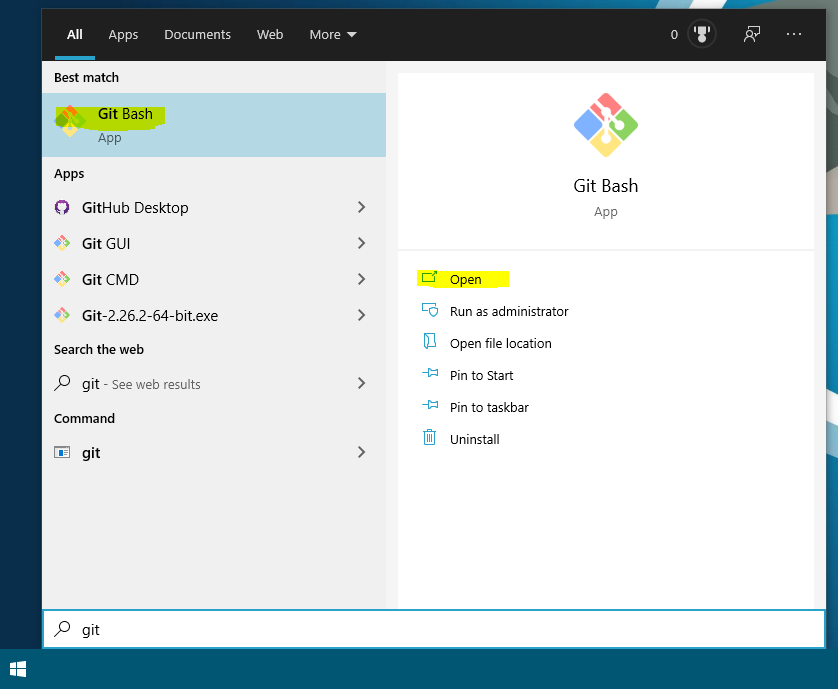 All Apps Documents Web More 0 ...
Best match
Git Bash
App
Apps
GitHub Desktop
Git GUI
Git CMD
Git-2.26.2-64-bit.exe
Search the web
git - See web results
Command
git
Git Bash
App
Open
Run as administrator
Open file location
Pin to Start
Pin to taskbar
Uninstall
git